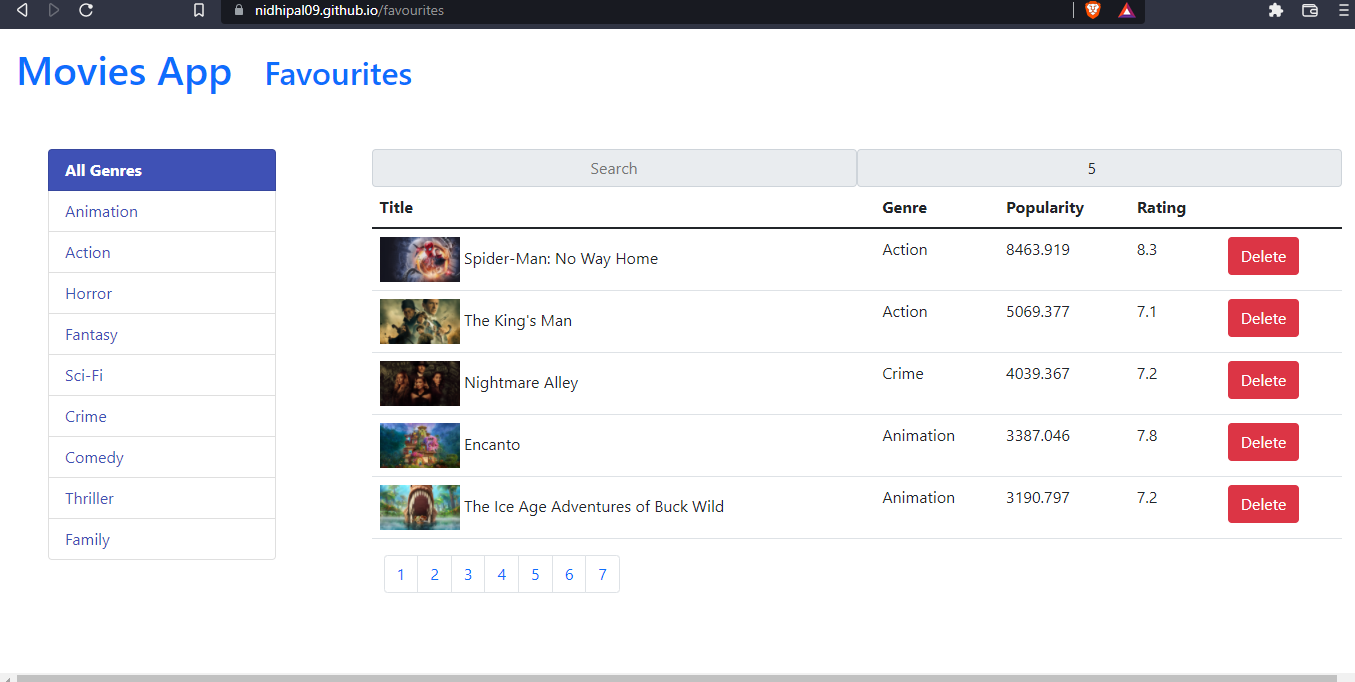 nidhipal09.github.io/favourites
Movies App Favourites
All Genres
Animation
Action
Horror
Fantasy
Sci-Fi
Crime
Comedy
Thriller
Family
Search 5
Title Genre Popularity Rating
Spider-Man: No Way Home Action 8463.919 8.3 Delete
The King's Man Action 5069.377 7.1 Delete
Nightmare Alley Crime 4039.367 7.2 Delete
Encanto Animation 3387.046 7.8 Delete
The Ice Age Adventures of Buck Wild Animation 3190.797 7.2 Delete
1 2 3 4 5 6 7